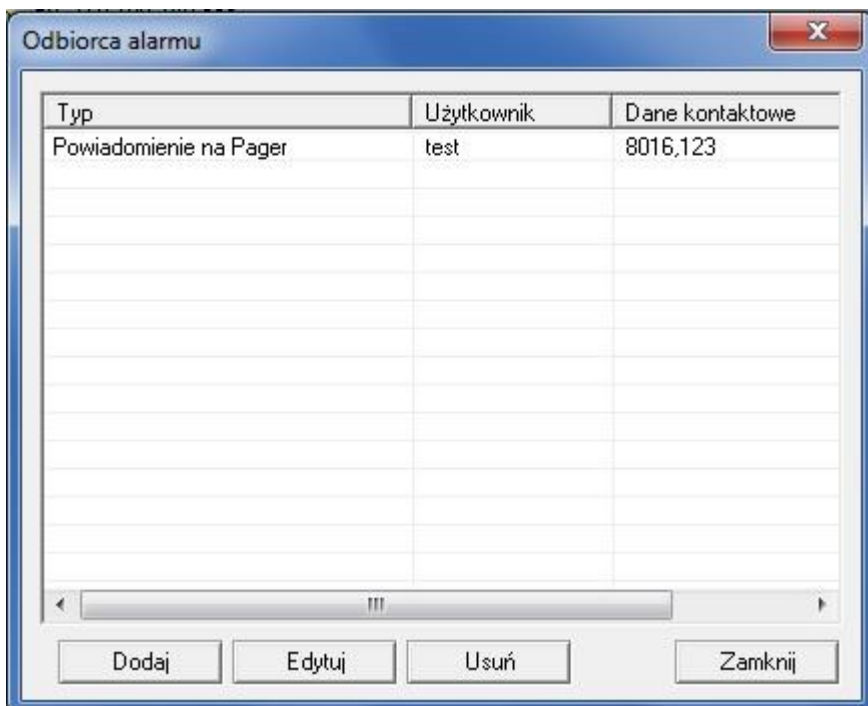 Odbiorca alarmu
Typ Użytkownik Dane kontaktowe
Powiadomienie na Pager test 8016,123
Dodaj Edytuj Usuń Zamknij